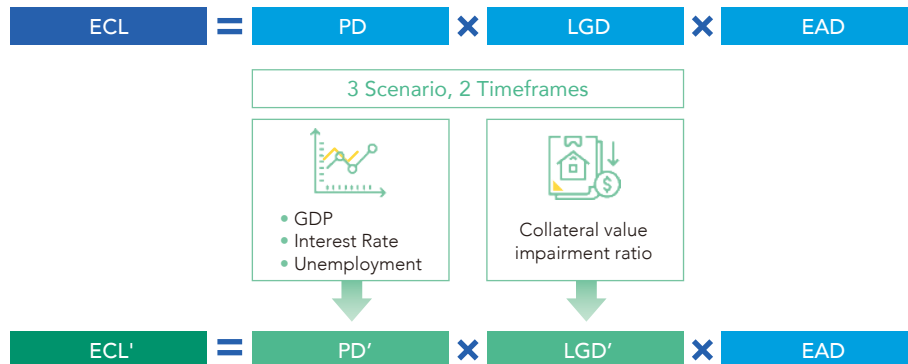 ECL = PD × LGD × EAD
3 Scenario, 2 Timeframes
$
• GDP
• Interest Rate
• Unemployment
Collateral value
impairment ratio
ECL' = PD‘ × LGD‘ × EAD